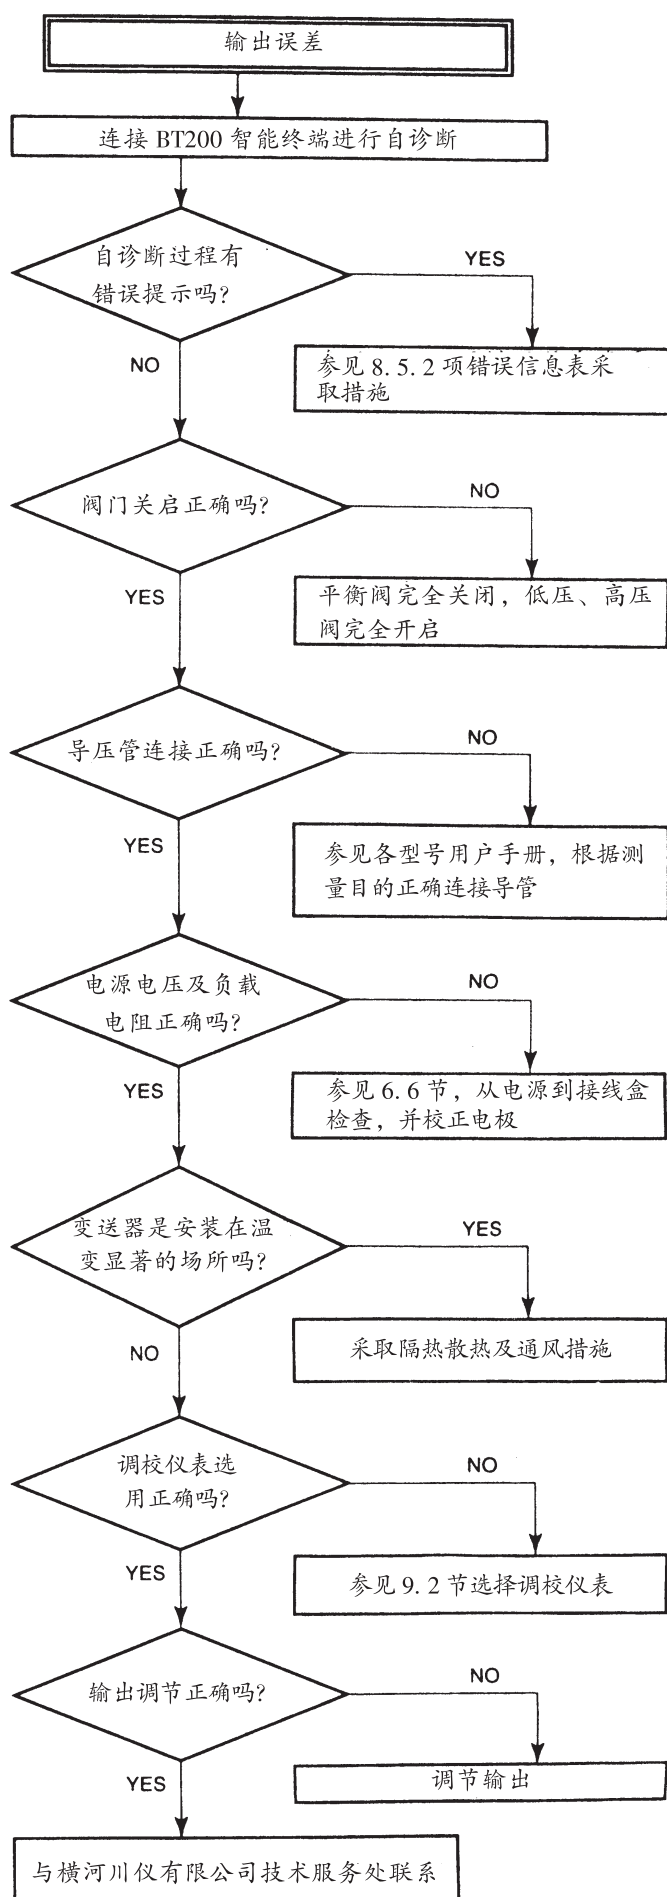 输出误差
连接 BT200 智能终端进行自诊断
自诊断过程有
错误提示吗?
YES
NO
参见 8.5.2 项错误信息表采
取措施
阀门关启正确吗?
NO
YES
平衡阀完全关闭，低压、高压
阀完全开启
导压管连接正确吗?
NO
YES
参见各型号用户手册，根据测
量目的正确连接导管
电源电压及负载
电阻正确吗?
NO
YES
参见 6.6 节，从电源到接线盒
检查，并校正电极
变送器是安装在温
变显著的场所吗?
YES
NO
采取隔热散热及通风措施
调校仪表选
用正确吗?
NO
YES
参见 9.2 节选择调校仪表
输出调节正确吗?
NO
YES
调节输出
与横河川仪有限公司技术服务处联系